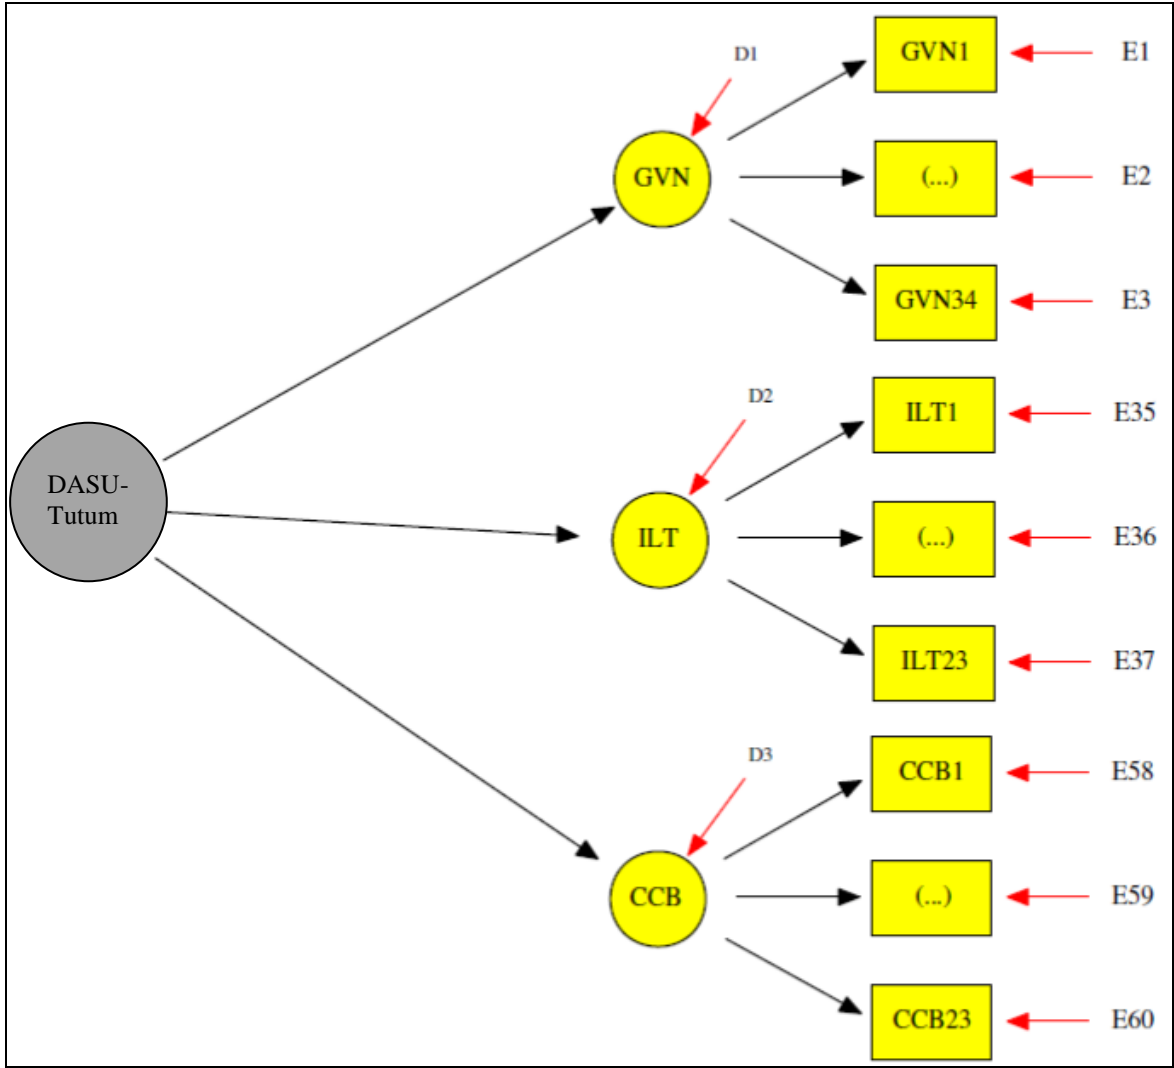 D1
GVN
GVN1
E1
(...)
E2
GVN34
E3
DASU-
Tutum
D2
ILT
ILT1
E35
(...)
E36
ILT23
E37
D3
CCB
CCB1
E58
(...)
E59
CCB23
E60